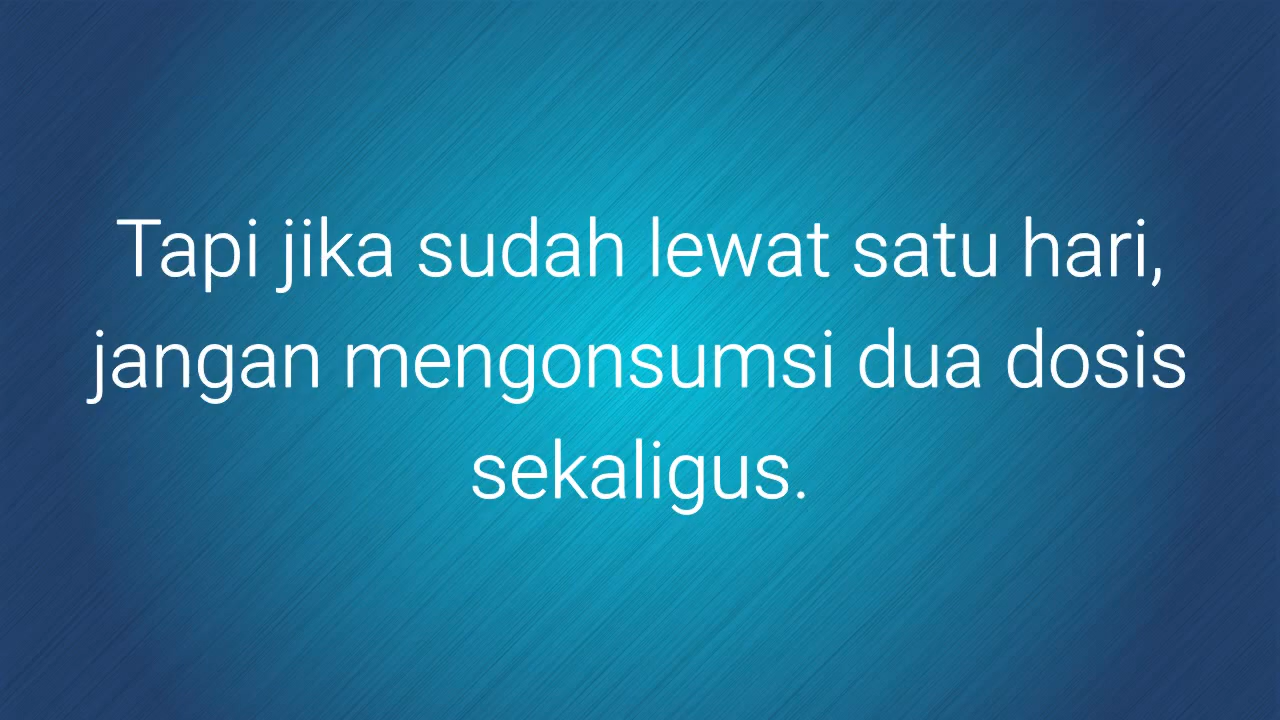 Tapi jika sudah lewat satu hari,
jangan mengonsumsi dua dosis
sekaligus.